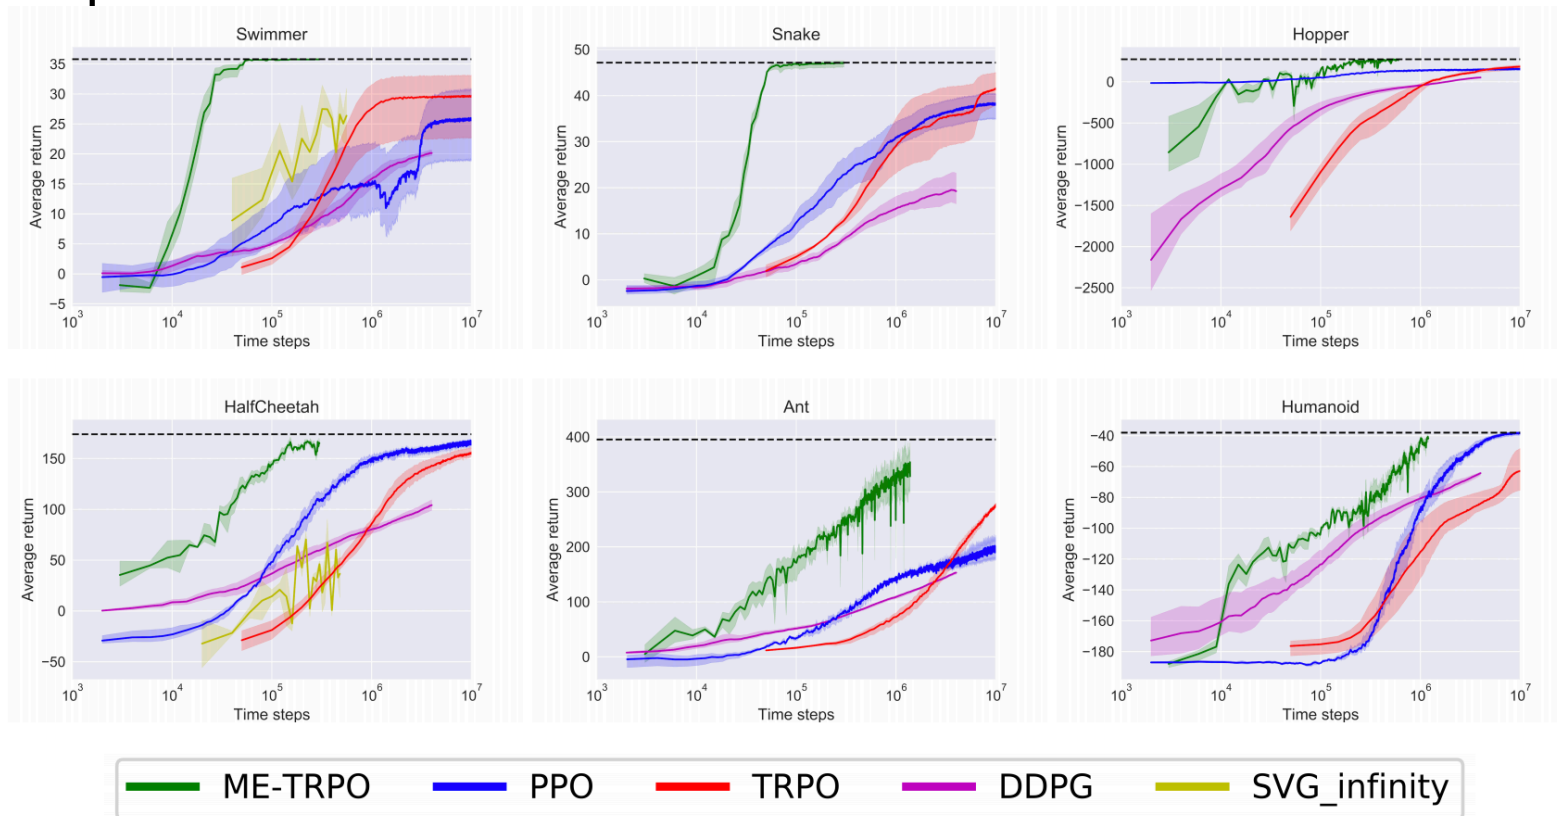 Swimmer
Average return
35
30
25
20
15
10
5
0
−5
10^3 10^4 10^5 10^6 10^7
Time steps
Snake
Average return
50
40
30
20
10
0
10^3 10^4 10^5 10^6 10^7
Time steps
Hopper
Average return
0
−500
−1000
−1500
−2000
−2500
10^3 10^4 10^5 10^6 10^7
Time steps
HalfCheetah
Average return
150
100
50
0
−50
10^3 10^4 10^5 10^6 10^7
Time steps
Ant
Average return
400
300
200
100
0
10^3 10^4 10^5 10^6 10^7
Time steps
Humanoid
Average return
−40
−60
−80
−100
−120
−140
−160
−180
10^3 10^4 10^5 10^6 10^7
Time steps
ME-TRPO PPO TRPO DDPG SVG_infinity